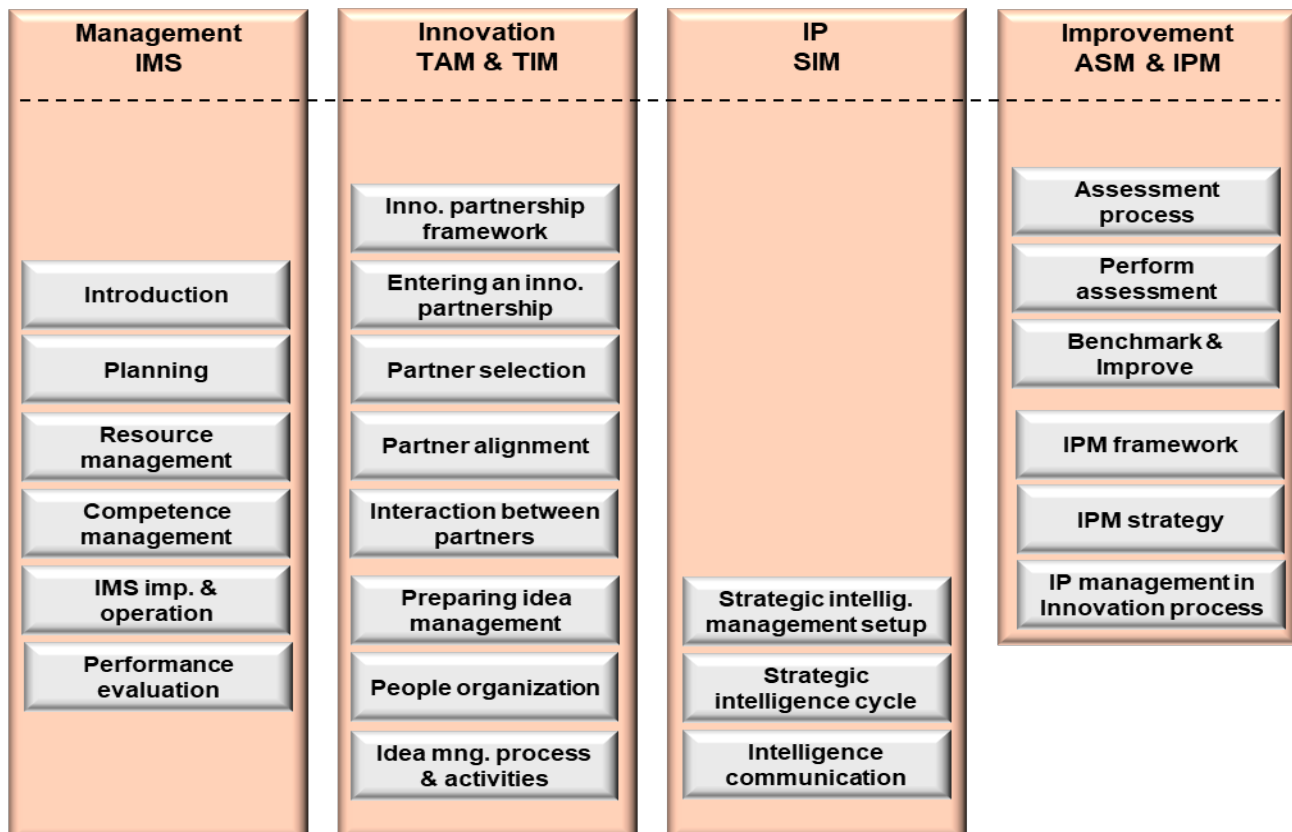 Management
IMS
Introduction
Planning
Resource
management
Competence
management
IMS imp. &
operation
Performance
evaluation
Innovation
TAM & TIM
Inno. partnership
framework
Entering an inno.
partnership
Partner selection
Partner alignment
Interaction between
partners
Preparing idea
management
People organization
Idea mng. process
& activities
IP
SIM
Strategic intellig.
management setup
Strategic
intelligence cycle
Intelligence
communication
Improvement
ASM & IPM
Assessment
process
Perform
assessment
Benchmark &
Improve
IPM framework
IPM strategy
IP management in
Innovation process